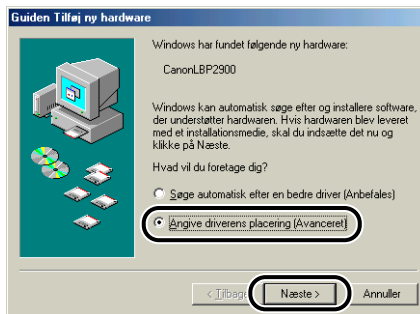 Guiden Tilføj ny hardware
Windows har fundet følgende ny hardware:
CanonLBP2900
Windows kan automatisk søge efter og installere software,
der understøtter hardwaren. Hvis hardwaren blev leveret
med et installationsmedie, skal du indsætte det nu og
klikke på Næste.
Hvad vil du foretage dig?
Søge automatisk efter en bedre driver (Anbefales)
Angive driverens placering (Avanceret)
< Tilbage Næste > Annuller